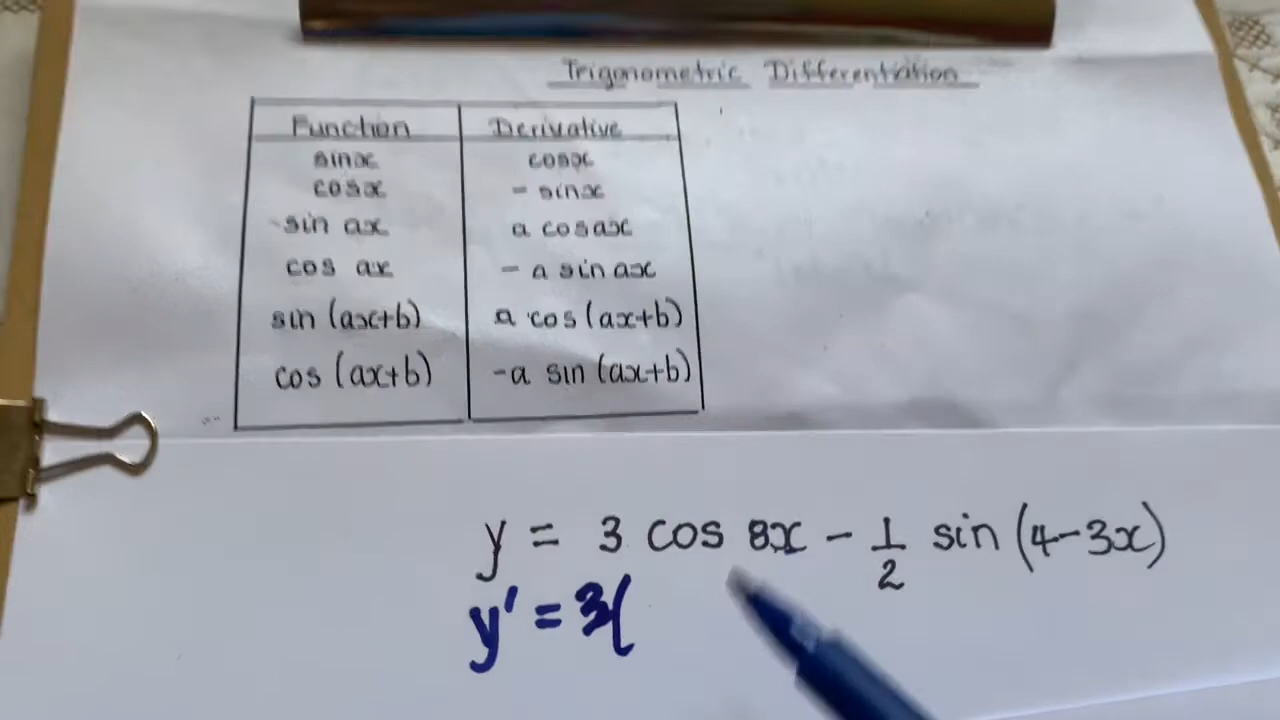 Trigonometric Differentiation
Function Derivative
sinx cosx
cosx - sinx
sin ax a cosax
cos ax - a sin ax
sin (ax+b) a cos (ax+b)
cos (ax+b) -a sin (ax+b)
y = 3 cos 8x - 1/2 sin (4-3x)
y' = 3(